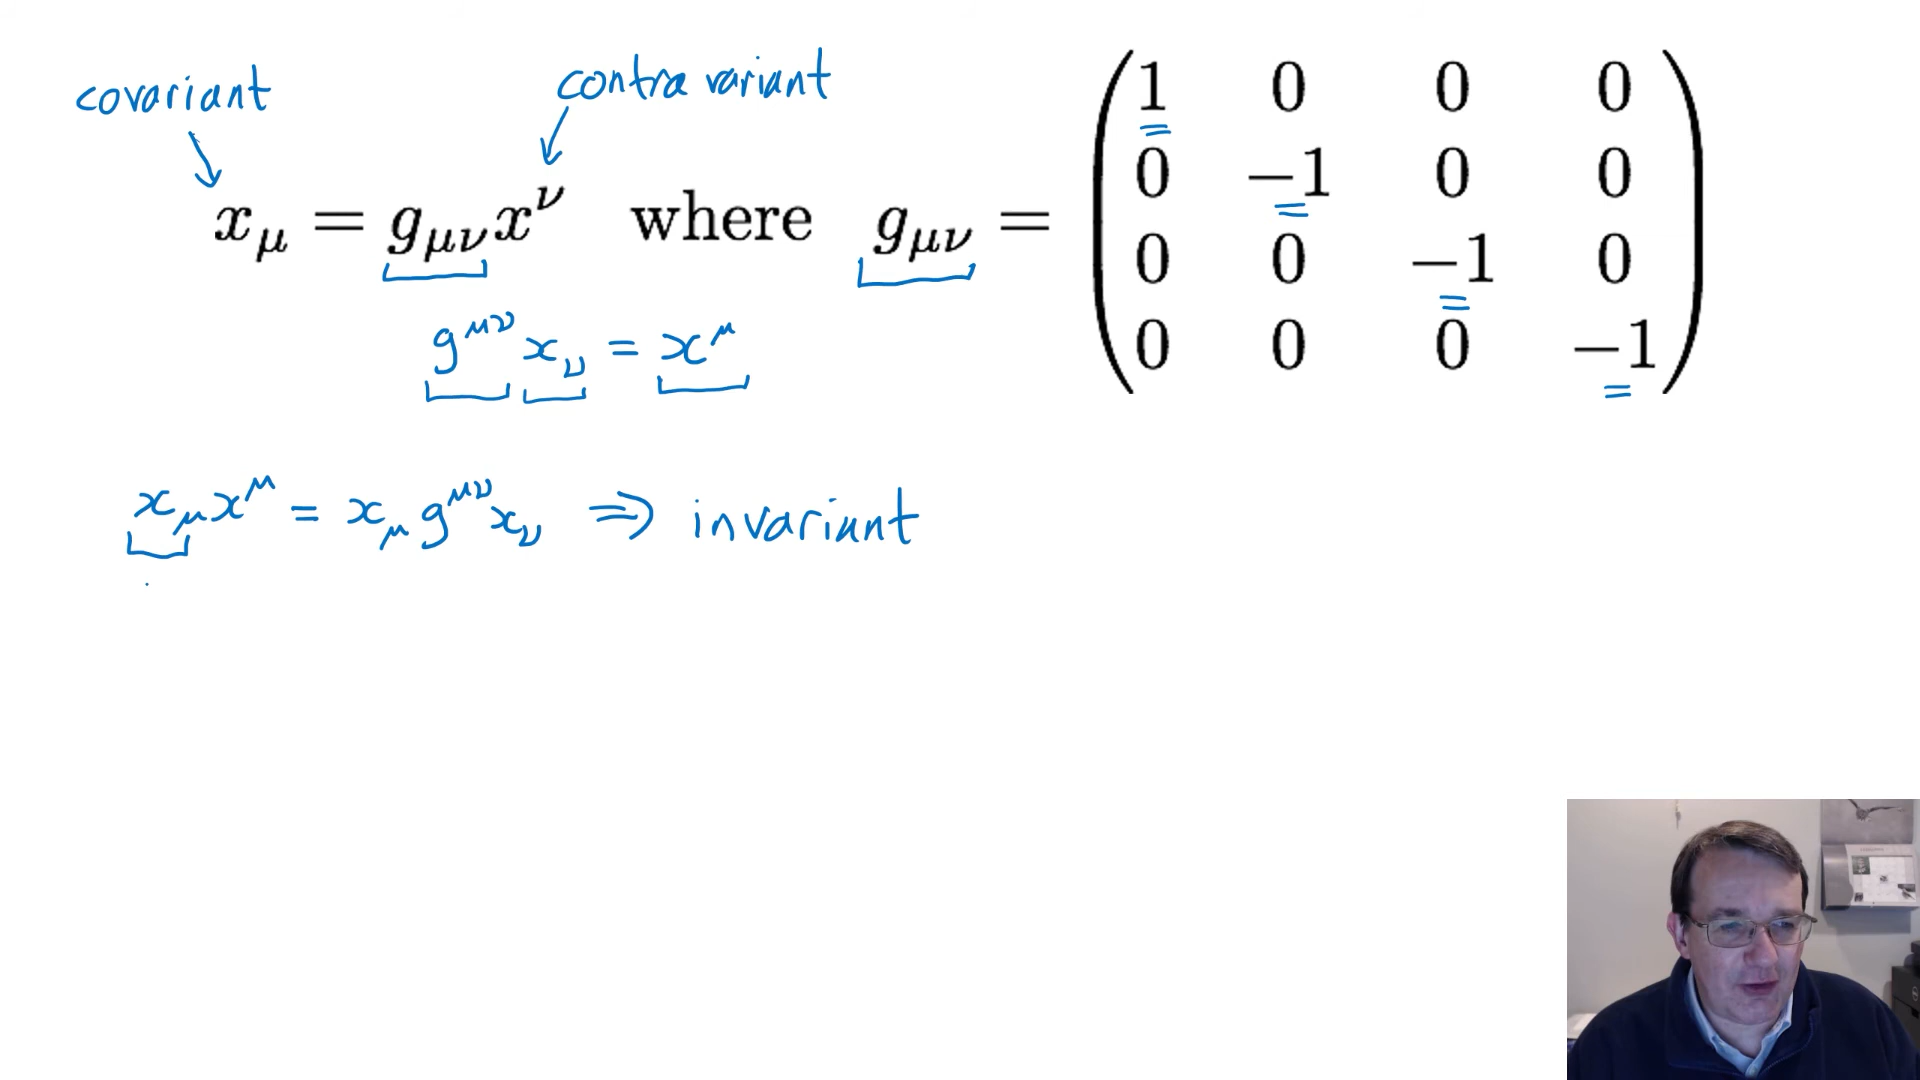 covariant contra variant
x_μ = g_μν x^ν where g_μν =
1 0 0 0
0 −1 0 0
0 0 −1 0
0 0 0 −1
g^μν x_ν = x^μ
x_μ x^μ = x_μ g^μν x_ν ⇒ invariant